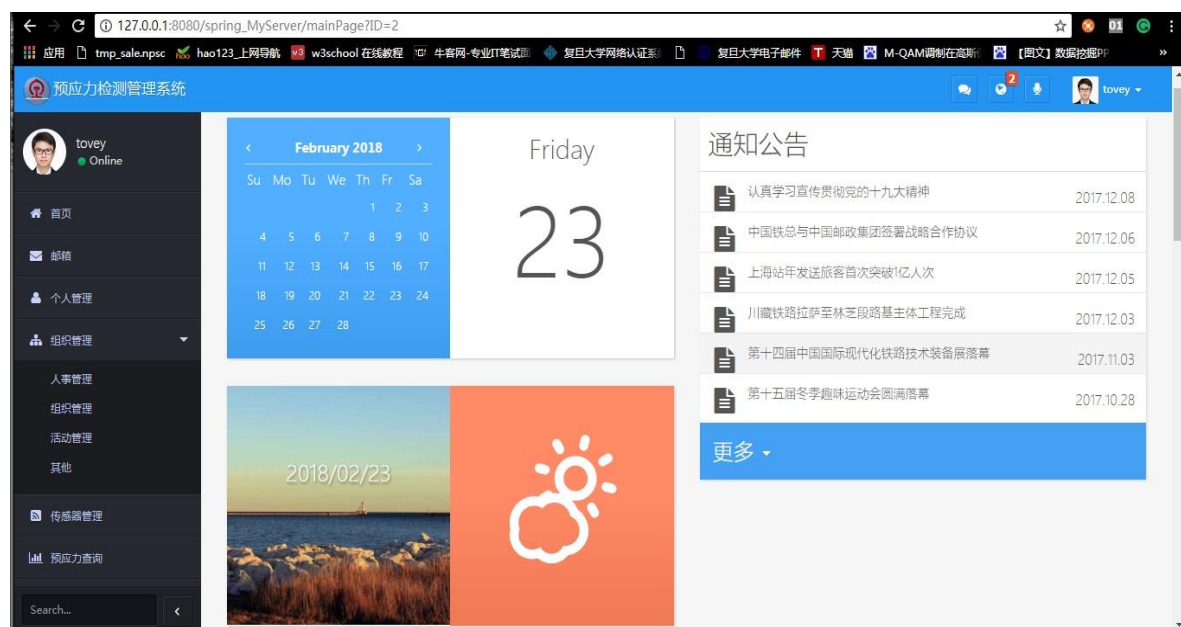 127.0.0.1:8080/spring_MyServer/mainPage?ID=2
应用 tmp_sale.npsc hao123_上网导航 w3school 在线教程 牛客网-专业IT笔试面 复旦大学网络认证系 复旦大学电子邮件 天猫 M-QAM调制在高斯 【图文】数据挖掘PP »
预应力检测管理系统
2
tovey
tovey
Online
首页
邮箱
个人管理
组织管理
人事管理
组织管理
活动管理
其他
传感器管理
预应力查询
Search...
February 2018
Su Mo Tu We Th Fr Sa
1 2 3
4 5 6 7 8 9 10
11 12 13 14 15 16 17
18 19 20 21 22 23 24
25 26 27 28
Friday
23
2018/02/23
通知公告
认真学习宣传贯彻党的十九大精神 2017.12.08
中国铁总与中国邮政集团签署战略合作协议 2017.12.06
上海站年发送旅客首次突破1亿人次 2017.12.05
川藏铁路拉萨至林芝段路基主体工程完成 2017.12.03
第十四届中国国际现代化铁路技术装备展落幕 2017.11.03
第十五届冬季趣味运动会圆满落幕 2017.10.28
更多